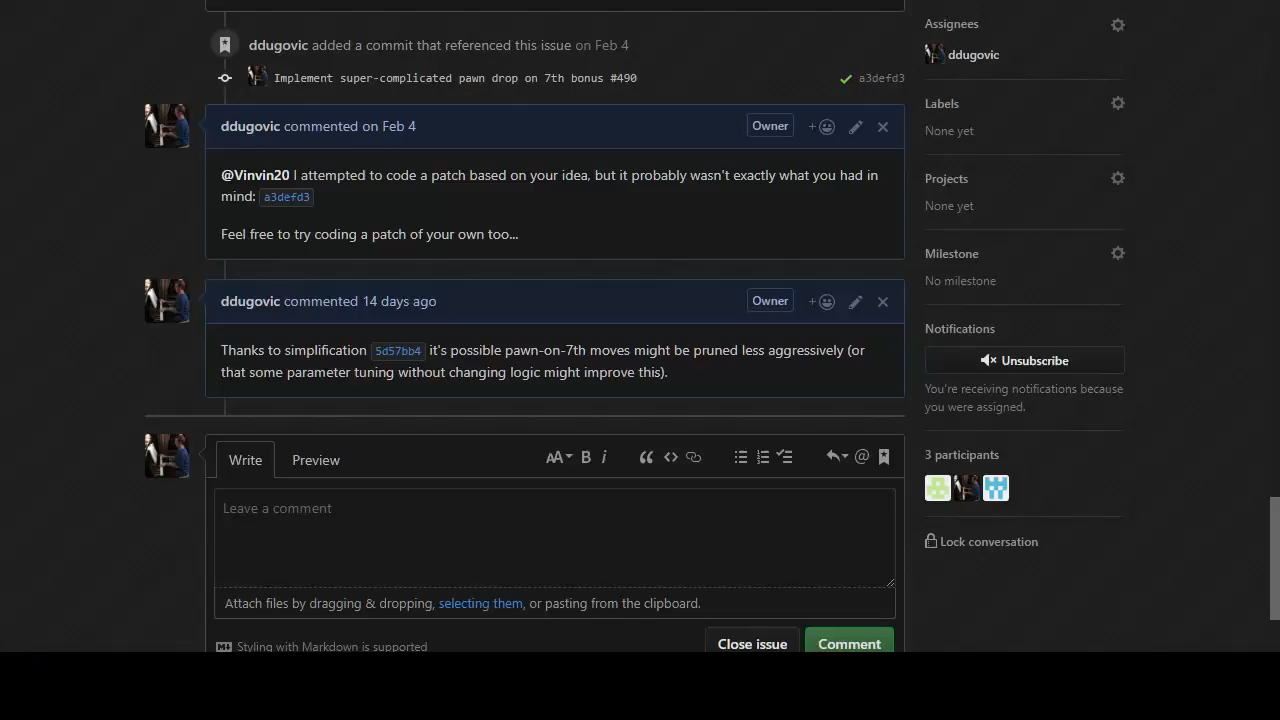 ddugovic added a commit that referenced this issue on Feb 4
Implement super-complicated pawn drop on 7th bonus #490
a3defd3
ddugovic commented on Feb 4
Owner
@Vinvin20 I attempted to code a patch based on your idea, but it probably wasn't exactly what you had in
mind: a3defd3
Feel free to try coding a patch of your own too...
ddugovic commented 14 days ago
Owner
Thanks to simplification 5d57bb4 it's possible pawn-on-7th moves might be pruned less aggressively (or
that some parameter tuning without changing logic might improve this).
Write
Preview
AA B i
@
Leave a comment
Attach files by dragging & dropping, selecting them, or pasting from the clipboard.
Styling with Markdown is supported
Close issue
Comment
Assignees
ddugovic
Labels
None yet
Projects
None yet
Milestone
No milestone
Notifications
Unsubscribe
You're receiving notifications because
you were assigned.
3 participants
Lock conversation